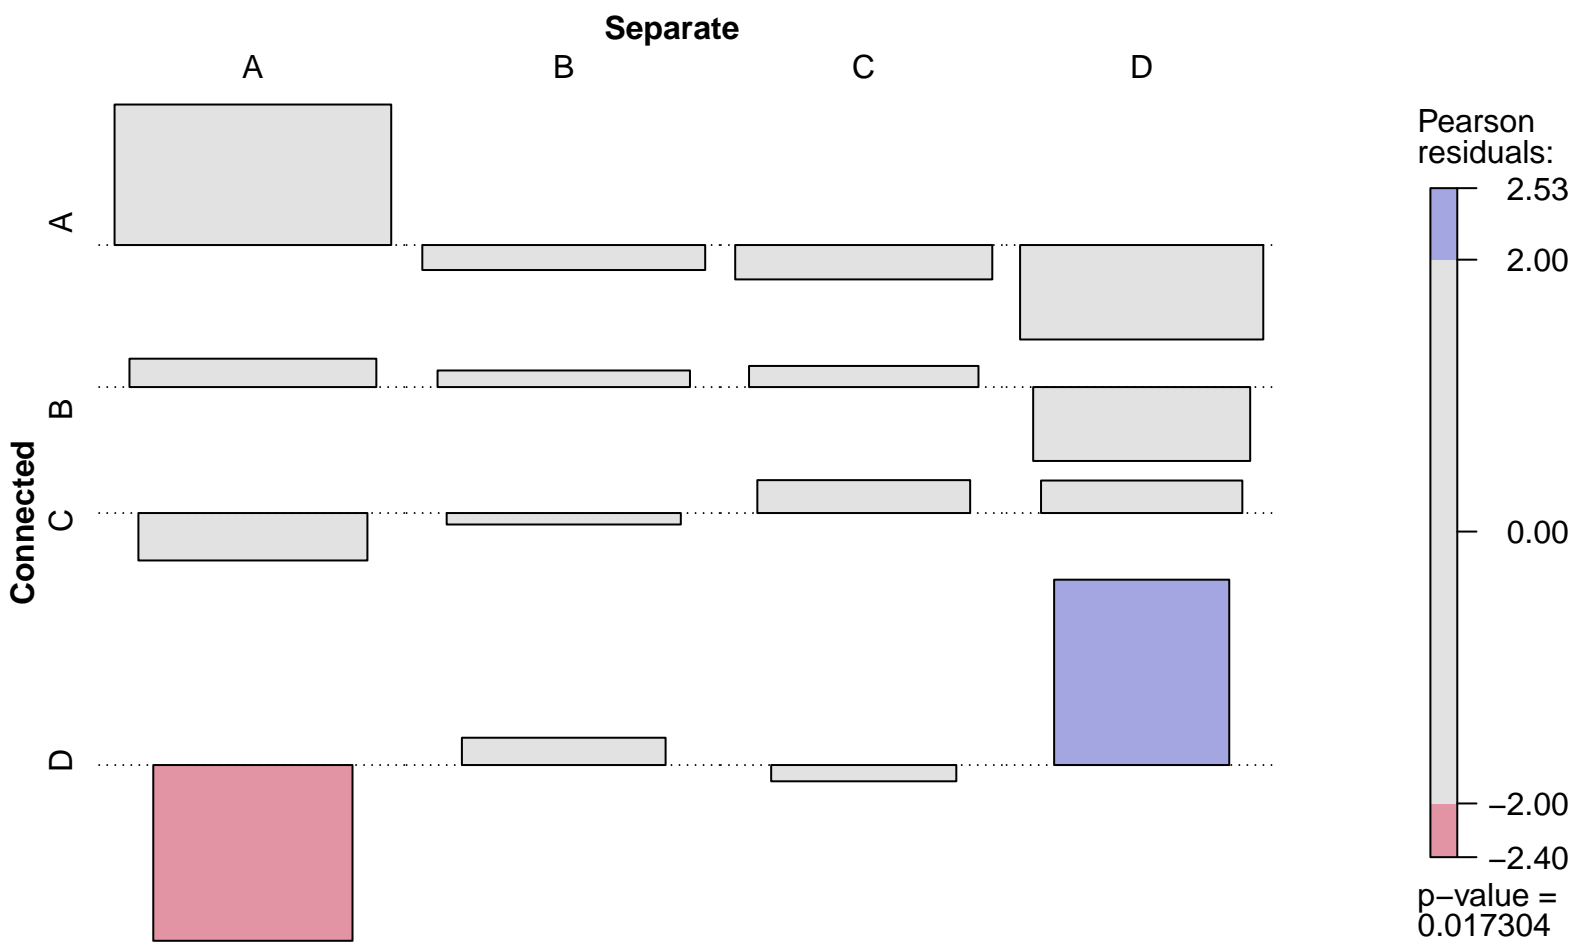 Separate
A B C D
Connected
A
B
C
D
Pearson
residuals:
2.53
2.00
0.00
−2.00
−2.40
p−value =
0.017304